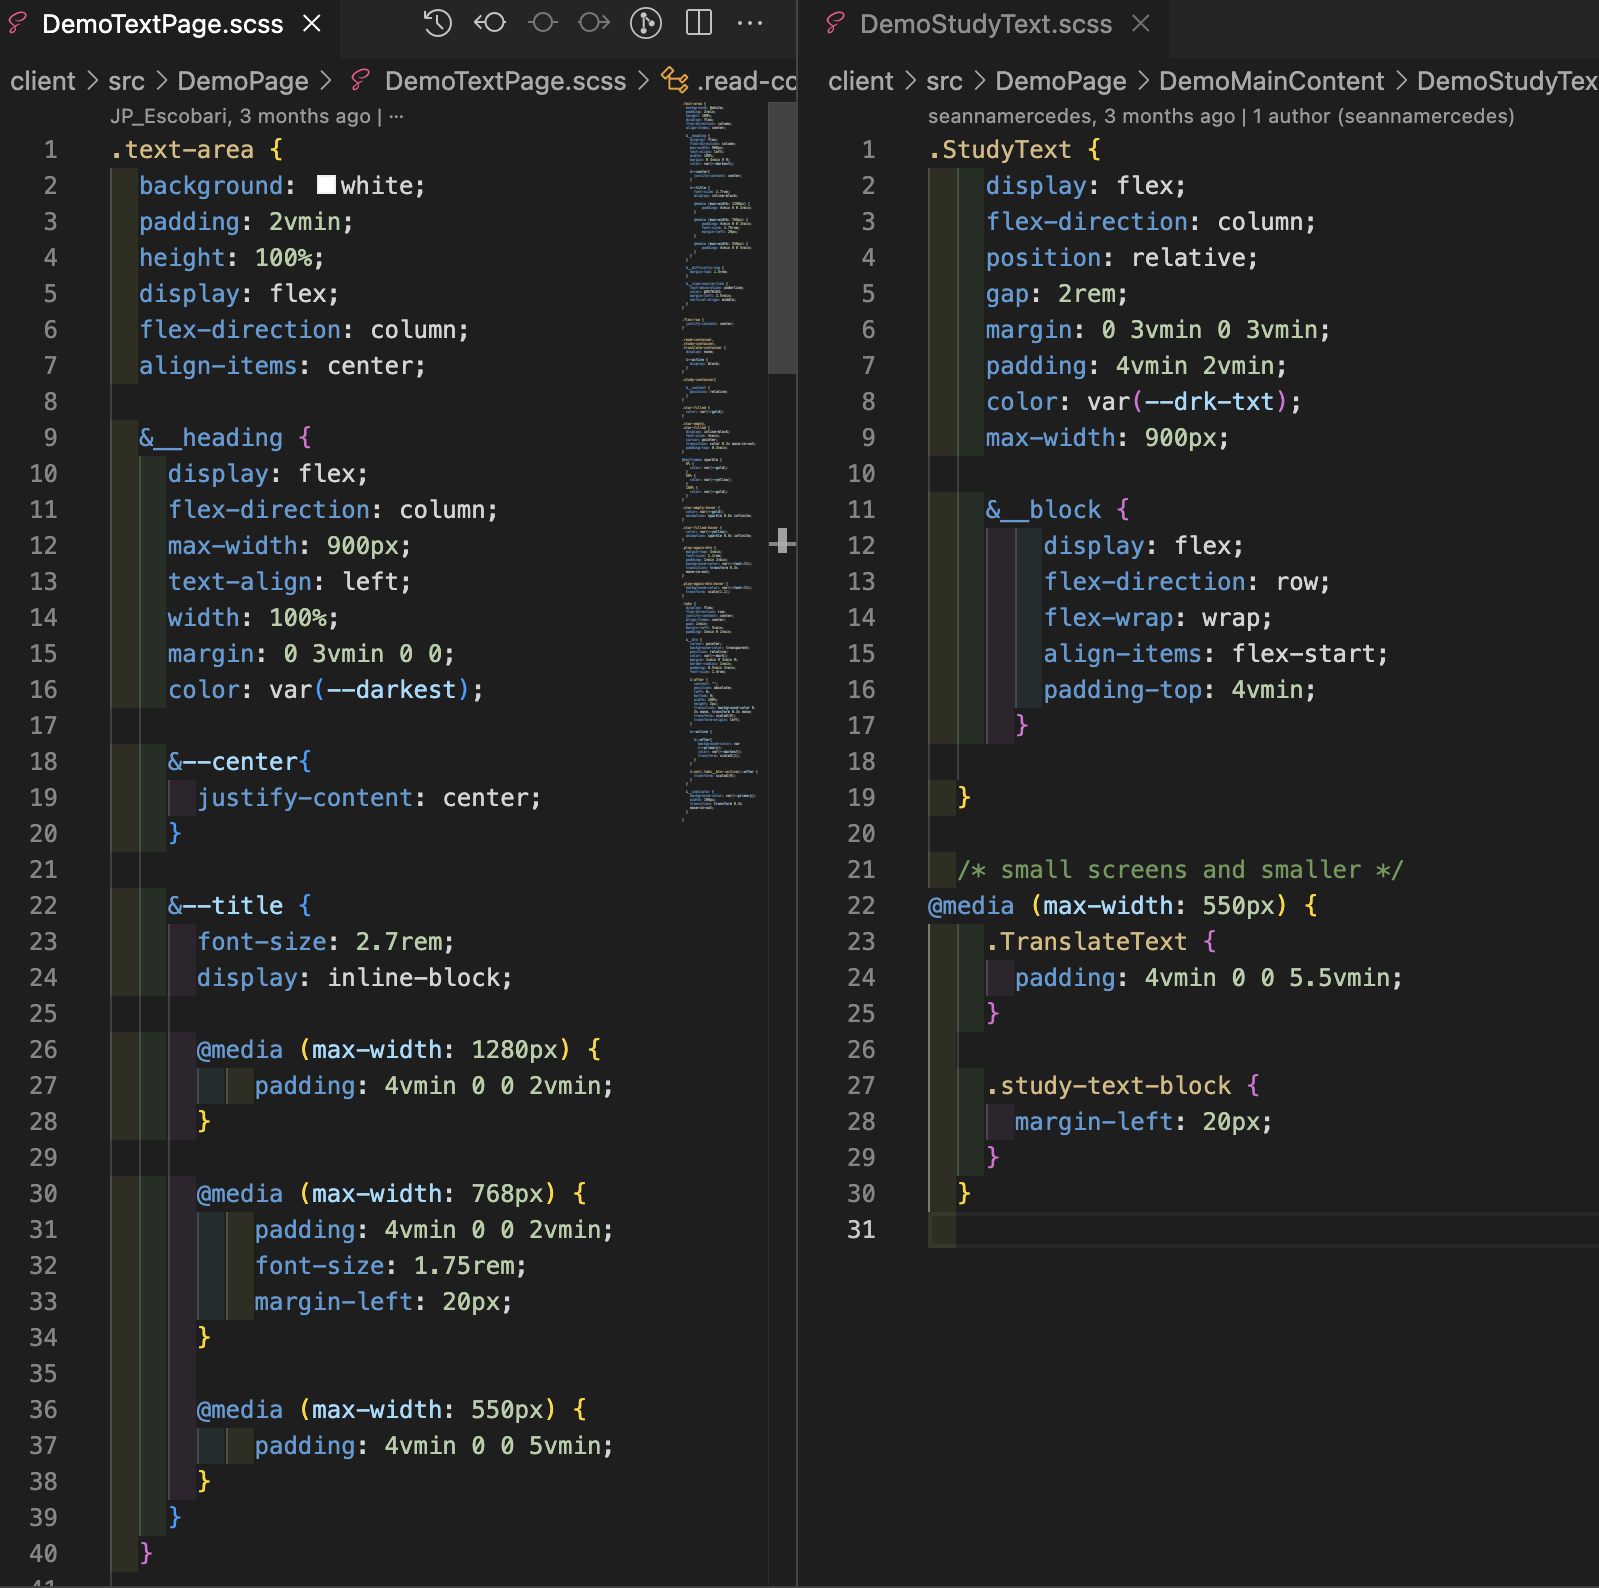 DemoTextPage.scss
client > src > DemoPage > DemoTextPage.scss > .read-co
JP_Escobari, 3 months ago | ...
1 .text-area {
2 background: white;
3 padding: 2vmin;
4 height: 100%;
5 display: flex;
6 flex-direction: column;
7 align-items: center;
8
9 &__heading {
10 display: flex;
11 flex-direction: column;
12 max-width: 900px;
13 text-align: left;
14 width: 100%;
15 margin: 0 3vmin 0 0;
16 color: var(--darkest);
17
18 &--center{
19 justify-content: center;
20 }
21
22 &--title {
23 font-size: 2.7rem;
24 display: inline-block;
25
26 @media (max-width: 1280px) {
27 padding: 4vmin 0 0 2vmin;
28 }
29
30 @media (max-width: 768px) {
31 padding: 4vmin 0 0 2vmin;
32 font-size: 1.75rem;
33 margin-left: 20px;
34 }
35
36 @media (max-width: 550px) {
37 padding: 4vmin 0 0 5vmin;
38 }
39 }
40 }
41
DemoStudyText.scss
client > src > DemoPage > DemoMainContent > DemoStudyTex
seannamercedes, 3 months ago | 1 author (seannamercedes)
1 .StudyText {
2 display: flex;
3 flex-direction: column;
4 position: relative;
5 gap: 2rem;
6 margin: 0 3vmin 0 3vmin;
7 padding: 4vmin 2vmin;
8 color: var(--drk-txt);
9 max-width: 900px;
10
11 &__block {
12 display: flex;
13 flex-direction: row;
14 flex-wrap: wrap;
15 align-items: flex-start;
16 padding-top: 4vmin;
17 }
18
19 }
20
21 /* small screens and smaller */
22 @media (max-width: 550px) {
23 .TranslateText {
24 padding: 4vmin 0 0 5.5vmin;
25 }
26
27 .study-text-block {
28 margin-left: 20px;
29 }
30 }
31